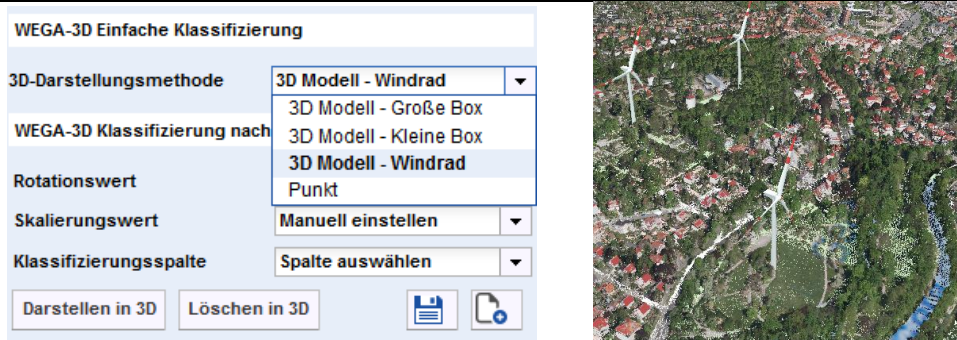 WEGA-3D Einfache Klassifizierung
3D-Darstellungsmethode
3D Modell - Windrad
3D Modell - Große Box
3D Modell - Kleine Box
3D Modell - Windrad
Punkt
WEGA-3D Klassifizierung nach
Rotationswert
Skalierungswert
Manuell einstellen
Klassifizierungsspalte
Spalte auswählen
Darstellen in 3D
Löschen in 3D